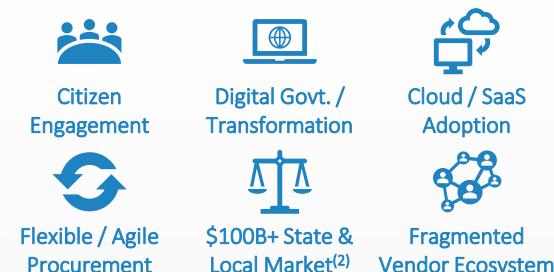 Citizen
Engagement
Digital Govt. /
Transformation
Cloud / SaaS
Adoption
Flexible / Agile
Procurement
$100B+ State &
Local Market(2)
Fragmented
Vendor Ecosystem